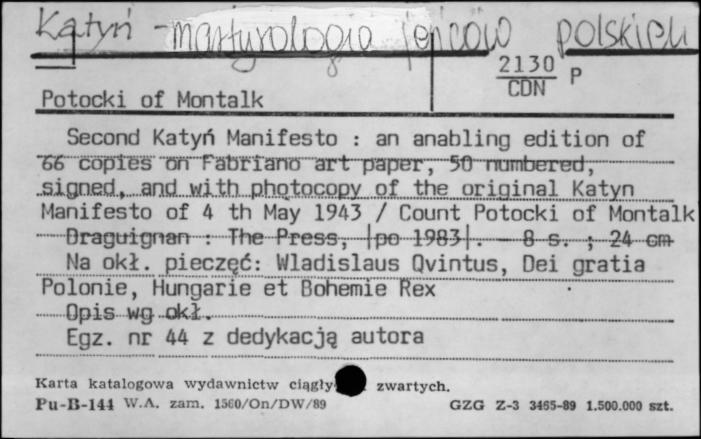 Katyń - martyrologia jeńców polskich
2130
CDN P
Potocki of Montalk
Second Katyń Manifesto : an anabling edition of
66 copies on Fabriano art paper, 50 numbered,
signed, and with photocopy of the original Katyn
Manifesto of 4 th May 1943 / Count Potocki of Montalk
Draguignan : The Press, |po 1983|. - 8 s. ; 24 cm
Na okł. pieczęć: Wladislaus Qvintus, Dei gratia
Polonie, Hungarie et Bohemie Rex
Opis wg okł.
Egz. nr 44 z dedykacją autora
Karta katalogowa wydawnictw ciągły zwartych.
Pu-B-144 W.A. zam. 1560/On/DW/89 GZG Z-3 3465-89 1.500.000 szt.